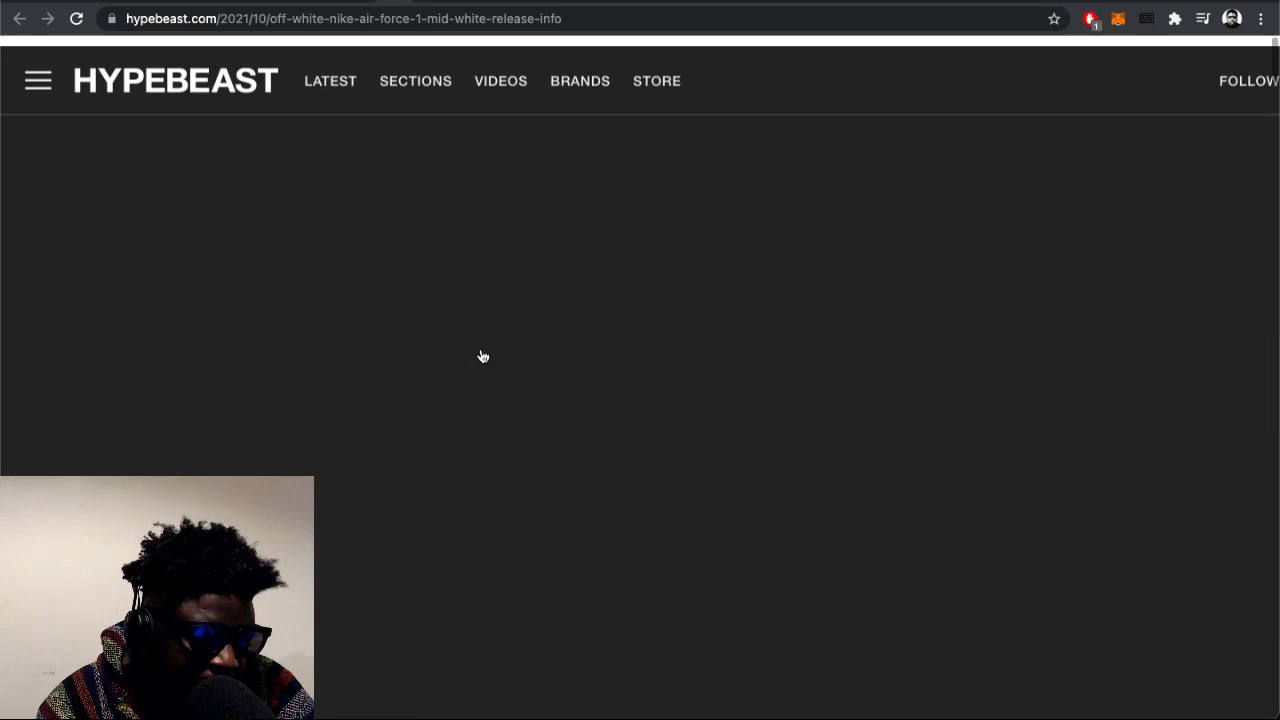 hypebeast.com/2021/10/off-white-nike-air-force-1-mid-white-release-info
1
HYPEBEAST LATEST SECTIONS VIDEOS BRANDS STORE FOLLOW